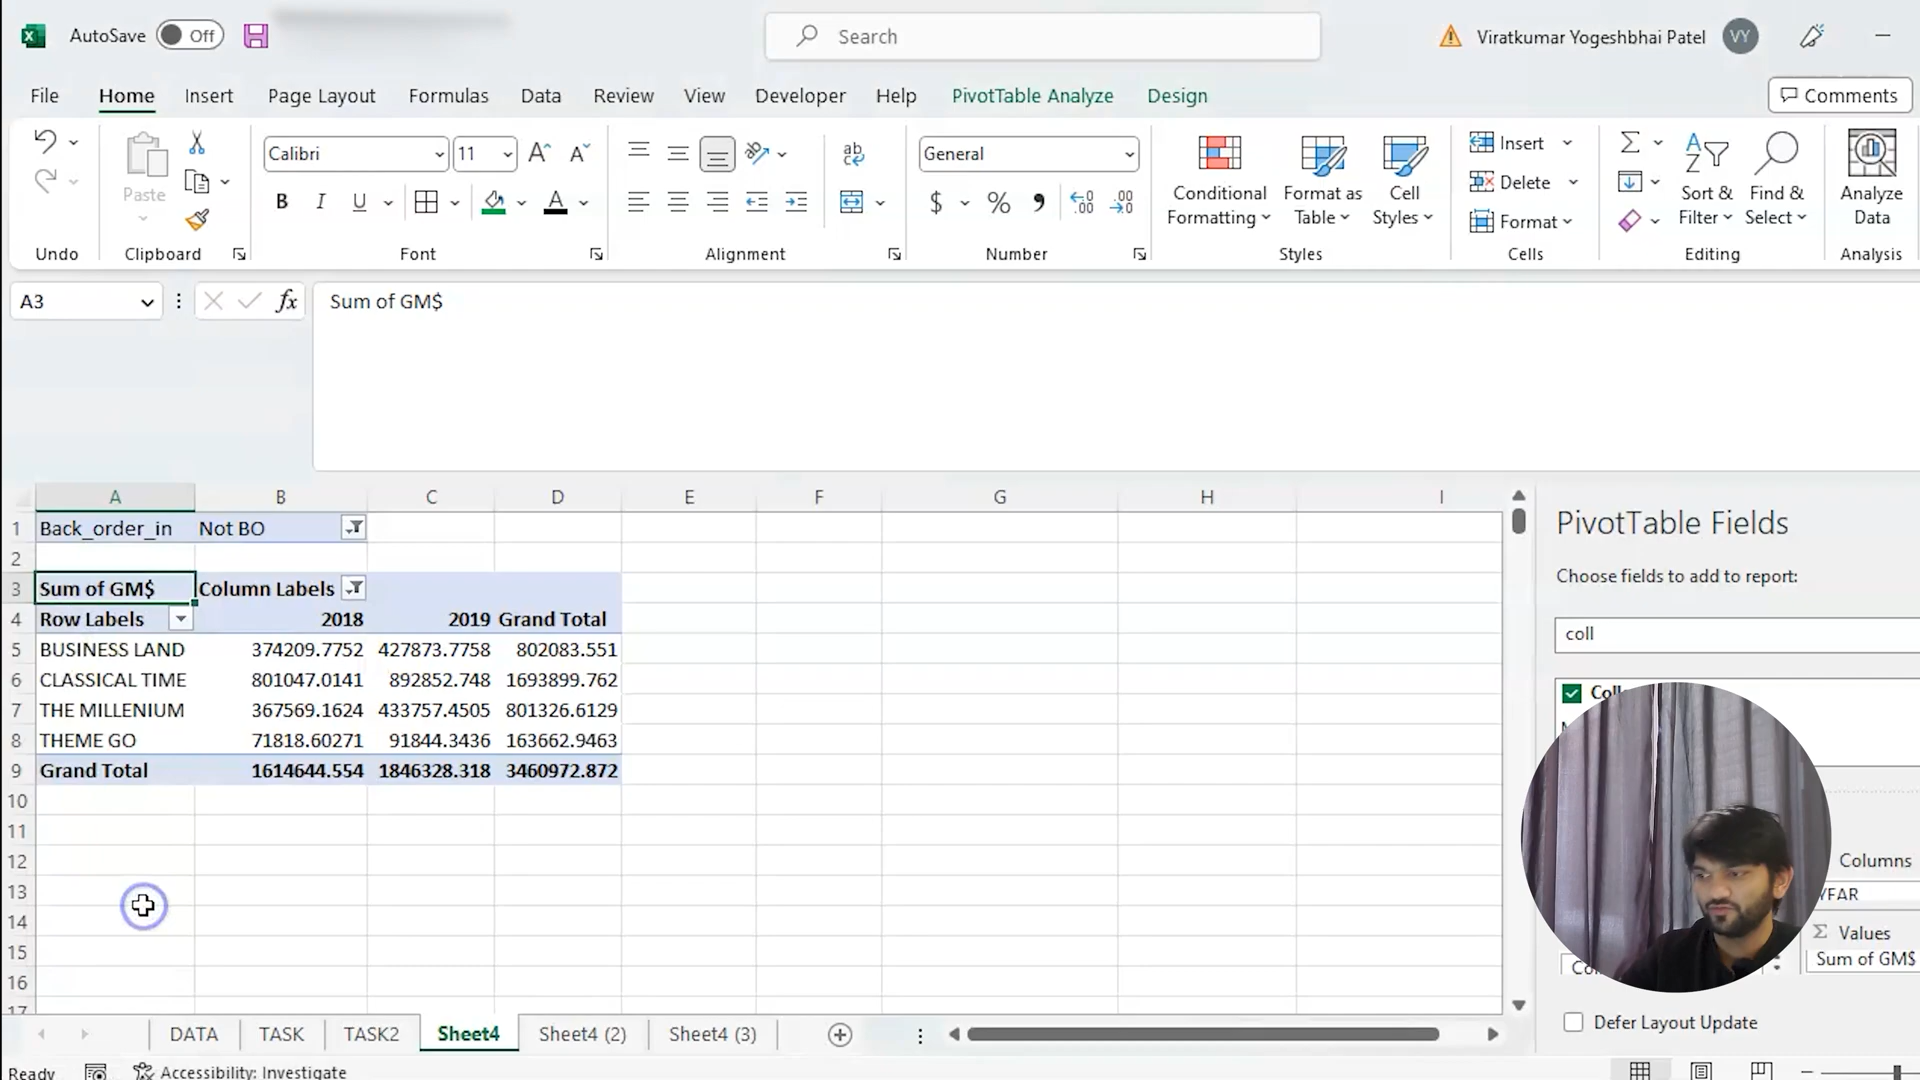 AutoSave Off Search Viratkumar Yogeshbhai Patel VY
File Home Insert Page Layout Formulas Data Review View Developer Help PivotTable Analyze Design Comments
Paste
Calibri 11
B I U
ab
General
$ % 9
Conditional Formatting
Format as Table
Cell Styles
Insert
Delete
Format
Sort & Filter
Find & Select
Analyze Data
Undo Clipboard Font Alignment Number Styles Cells Editing Analysis
A3 fx Sum of GM$
A B C D E F G H I
1 Back_order_in Not BO
2
3 Sum of GM$ Column Labels
4 Row Labels 2018 2019 Grand Total
5 BUSINESS LAND 374209.7752 427873.7758 802083.551
6 CLASSICAL TIME 801047.0141 892852.748 1693899.762
7 THE MILLENIUM 367569.1624 433757.4505 801326.6129
8 THEME GO 71818.60271 91844.3436 163662.9463
9 Grand Total 1614644.554 1846328.318 3460972.872
10
11
12
13
14
15
16
17
PivotTable Fields
Choose fields to add to report:
coll
Columns
YEAR
Σ Values
Sum of GM$
Defer Layout Update
DATA TASK TASK2 Sheet4 Sheet4 (2) Sheet4 (3)
Ready Accessibility: Investigate